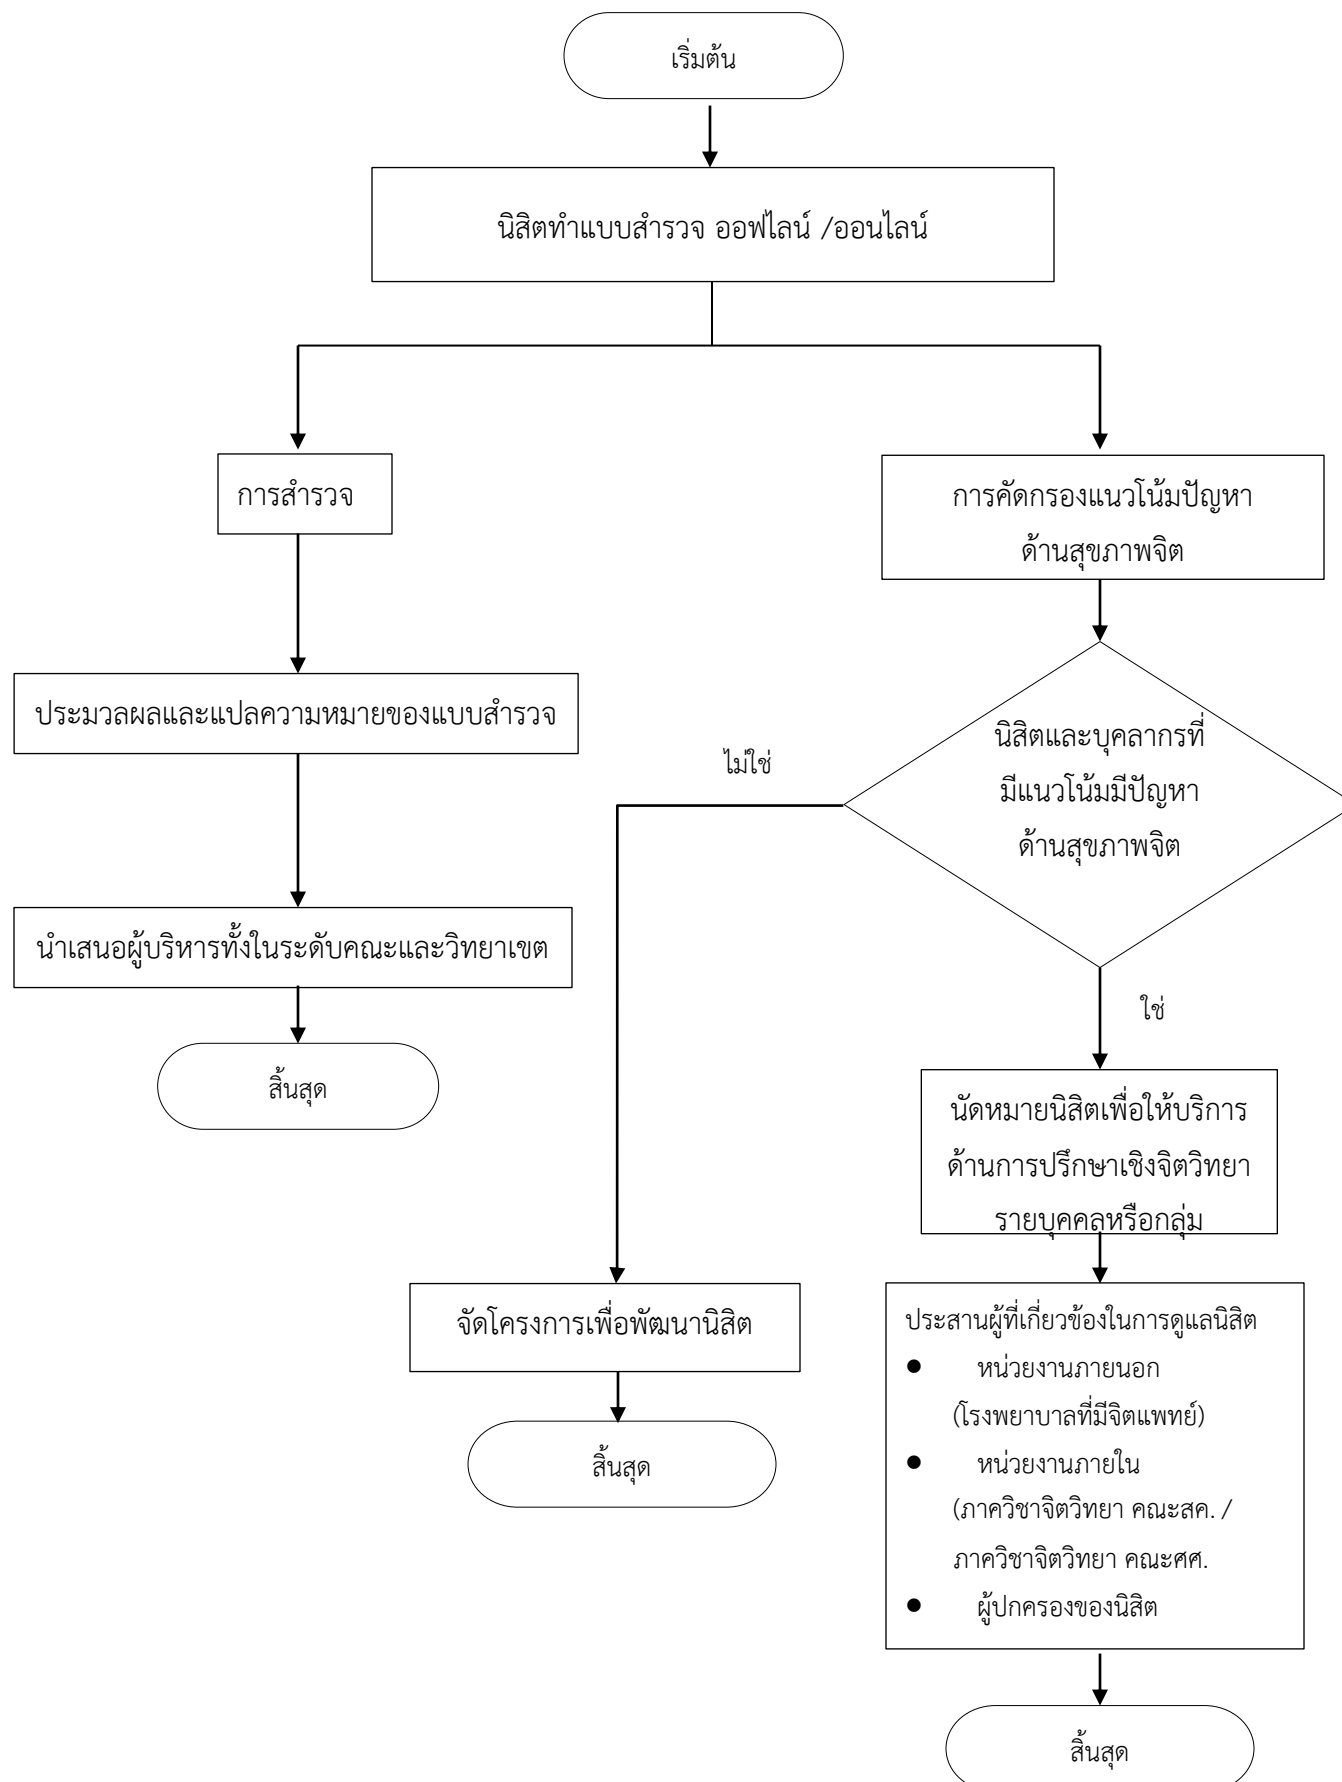 เริ่มต้น
นิสิตทำแบบสำรวจ ออฟไลน์ /ออนไลน์
การสำรวจ
ประมวลผลและแปลความหมายของแบบสำรวจ
นำเสนอผู้บริหารทั้งในระดับคณะและวิทยาเขต
สิ้นสุด
การคัดกรองแนวโน้มปัญหา
ด้านสุขภาพจิต
นิสิตและบุคลากรที่
มีแนวโน้มมีปัญหา
ด้านสุขภาพจิต
ไม่ใช่
จัดโครงการเพื่อพัฒนานิสิต
สิ้นสุด
ใช่
นัดหมายนิสิตเพื่อให้บริการ
ด้านการปรึกษาเชิงจิตวิทยา
รายบุคคลหรือกลุ่ม
ประสานผู้ที่เกี่ยวข้องในการดูแลนิสิต
● หน่วยงานภายนอก
(โรงพยาบาลที่มีจิตแพทย์)
● หน่วยงานภายใน
(ภาควิชาจิตวิทยา คณะสค. /
ภาควิชาจิตวิทยา คณะศศ.
● ผู้ปกครองของนิสิต
สิ้นสุด